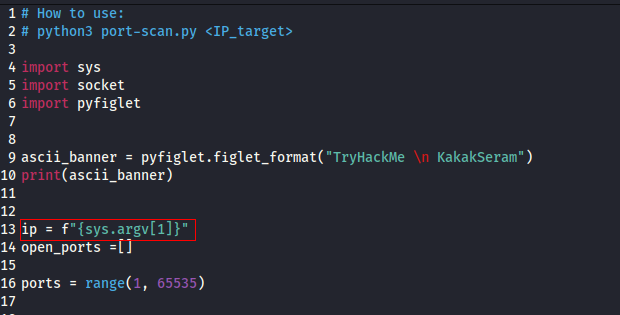 1 # How to use:
2 # python3 port-scan.py <IP_target>
3
4 import sys
5 import socket
6 import pyfiglet
7
8
9 ascii_banner = pyfiglet.figlet_format("TryHackMe \n KakakSeram")
10 print(ascii_banner)
11
12
13 ip = f"{sys.argv[1]}"
14 open_ports =[]
15
16 ports = range(1, 65535)
17